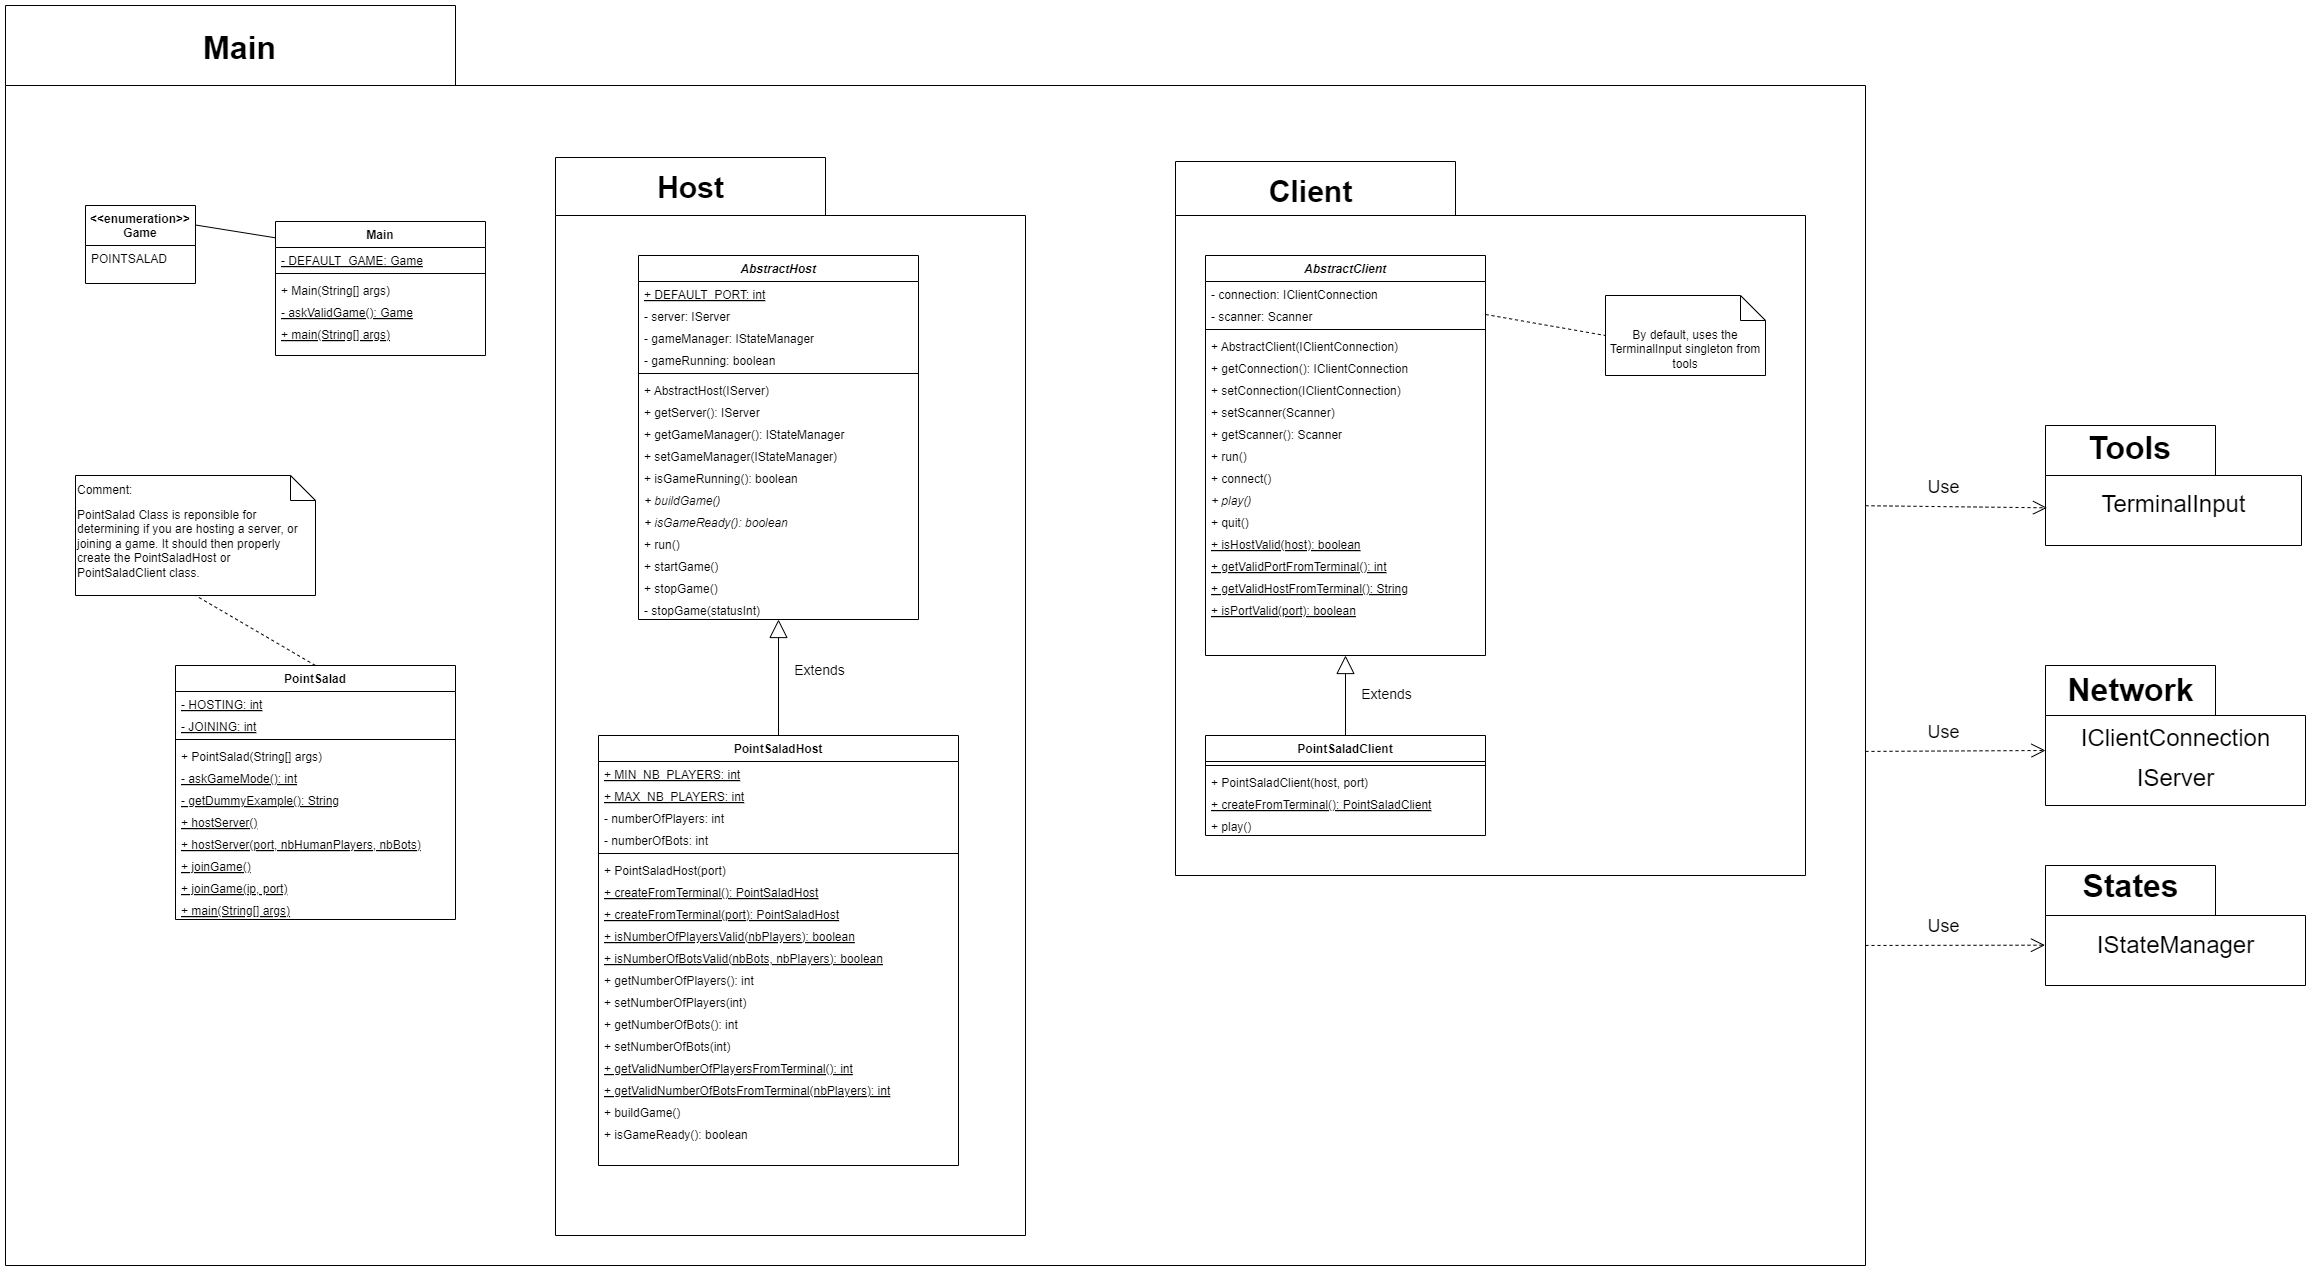 Main
<<enumeration>>
Game
POINTSALAD
Main
- DEFAULT_GAME: Game
+ Main(String[] args)
- askValidGame(): Game
+ main(String[] args)
Comment:
PointSalad Class is reponsible for
determining if you are hosting a server, or
joining a game. It should then properly
create the PointSaladHost or
PointSaladClient class.
PointSalad
- HOSTING: int
- JOINING: int
+ PointSalad(String[] args)
- askGameMode(): int
- getDummyExample(): String
+ hostServer()
+ hostServer(port, nbHumanPlayers, nbBots)
+ joinGame()
+ joinGame(ip, port)
+ main(String[] args)
Host
AbstractHost
+ DEFAULT_PORT: int
- server: IServer
- gameManager: IStateManager
- gameRunning: boolean
+ AbstractHost(IServer)
+ getServer(): IServer
+ getGameManager(): IStateManager
+ setGameManager(IStateManager)
+ isGameRunning(): boolean
+ buildGame()
+ isGameReady(): boolean
+ run()
+ startGame()
+ stopGame()
- stopGame(statusInt)
Extends
PointSaladHost
+ MIN_NB_PLAYERS: int
+ MAX_NB_PLAYERS: int
- numberOfPlayers: int
- numberOfBots: int
+ PointSaladHost(port)
+ createFromTerminal(): PointSaladHost
+ createFromTerminal(port): PointSaladHost
+ isNumberOfPlayersValid(nbPlayers): boolean
+ isNumberOfBotsValid(nbBots, nbPlayers): boolean
+ getNumberOfPlayers(): int
+ setNumberOfPlayers(int)
+ getNumberOfBots(): int
+ setNumberOfBots(int)
+ getValidNumberOfPlayersFromTerminal(): int
+ getValidNumberOfBotsFromTerminal(nbPlayers): int
+ buildGame()
+ isGameReady(): boolean
Client
AbstractClient
- connection: IClientConnection
- scanner: Scanner
+ AbstractClient(IClientConnection)
+ getConnection(): IClientConnection
+ setConnection(IClientConnection)
+ setScanner(Scanner)
+ getScanner(): Scanner
+ run()
+ connect()
+ play()
+ quit()
+ isHostValid(host): boolean
+ getValidPortFromTerminal(): int
+ getValidHostFromTerminal(): String
+ isPortValid(port): boolean
By default, uses the
TerminalInput singleton from
tools
Extends
PointSaladClient
+ PointSaladClient(host, port)
+ createFromTerminal(): PointSaladClient
+ play()
Use
Tools
TerminalInput
Use
Network
IClientConnection
IServer
Use
States
IStateManager